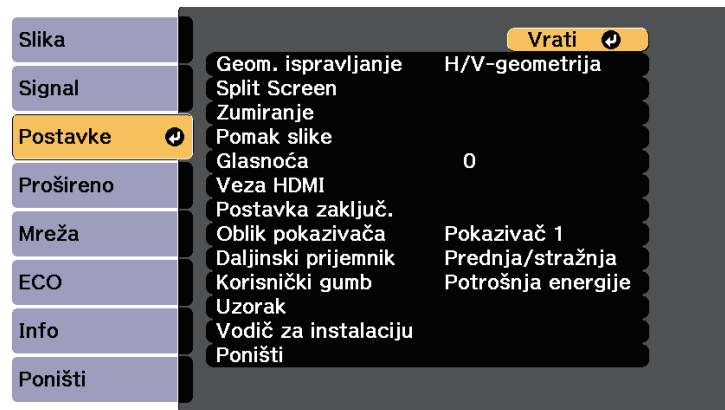 Slika
Signal
Postavke
Prošireno
Mreža
ECO
Info
Poništi
Vrati
Geom. ispravljanje H/V-geometrija
Split Screen
Zumiranje
Pomak slike
Glasnoća 0
Veza HDMI
Postavka zaključ.
Oblik pokazivača Pokazivač 1
Daljinski prijemnik Prednja/stražnja
Korisnički gumb Potrošnja energije
Uzorak
Vodič za instalaciju
Poništi